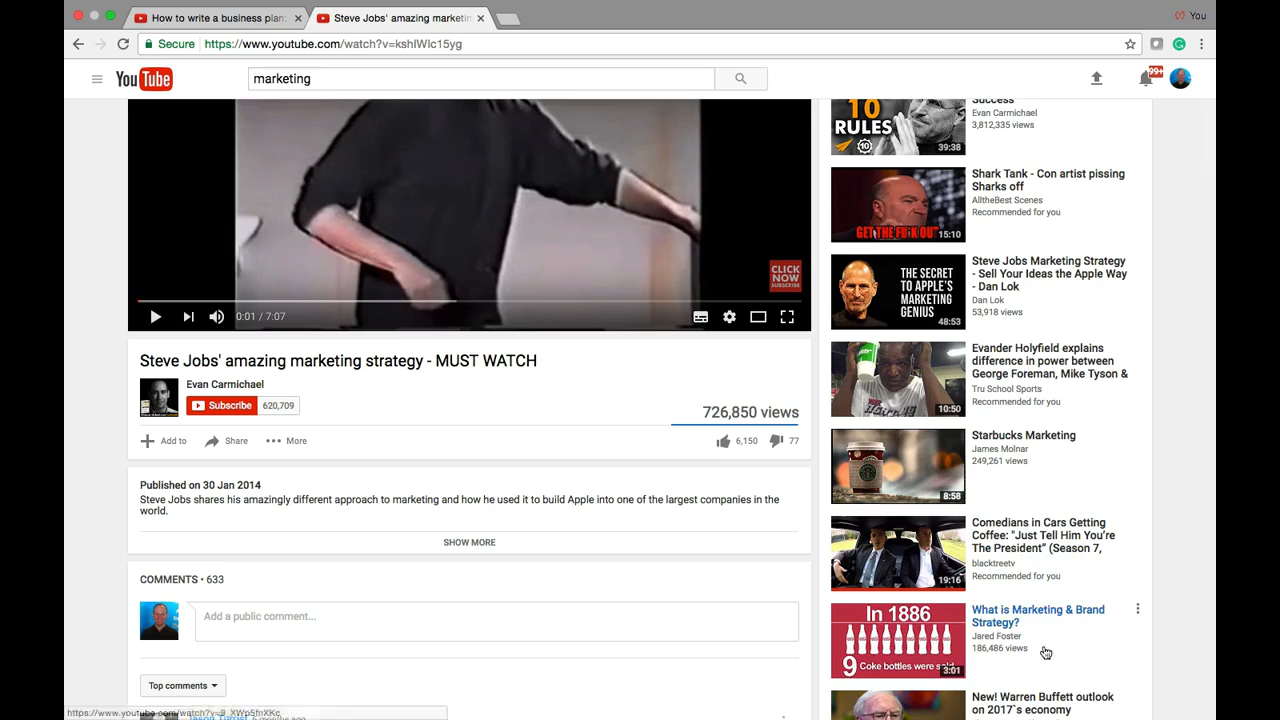 How to write a business plan:
Steve Jobs' amazing marketin
You
Secure
https://www.youtube.com/watch?v=kshIWIc15yg
YouTube
marketing
99+
CLICK
NOW
SUBSCRIBE
0:01 / 7:07
Steve Jobs' amazing marketing strategy - MUST WATCH
Evan Carmichael
Subscribe 620,709
726,850 views
Add to Share More
6,150 77
Published on 30 Jan 2014
Steve Jobs shares his amazingly different approach to marketing and how he used it to build Apple into one of the largest companies in the
world.
SHOW MORE
COMMENTS • 633
Add a public comment...
Top comments
Jason Turrist 6 months ago
https://www.youtube.com/watch?v=9_XWp5fnXKc
10
RULES
39:38
Success
Evan Carmichael
3,812,335 views
GET THE FU*K OU"
15:10
Shark Tank - Con artist pissing
Sharks off
AlltheBest Scenes
Recommended for you
THE SECRET
TO APPLE'S
MARKETING
GENIUS
48:53
Steve Jobs Marketing Strategy
- Sell Your Ideas the Apple Way
- Dan Lok
Dan Lok
53,918 views
10:50
Evander Holyfield explains
difference in power between
George Foreman, Mike Tyson &
Tru School Sports
Recommended for you
8:58
Starbucks Marketing
James Molnar
249,261 views
19:16
Comedians in Cars Getting
Coffee: "Just Tell Him You're
The President" (Season 7,
blacktreetv
Recommended for you
In 1886
9 Coke bottles were sold
3:01
What is Marketing & Brand
Strategy?
Jared Foster
186,486 views
New! Warren Buffett outlook
on 2017`s economy